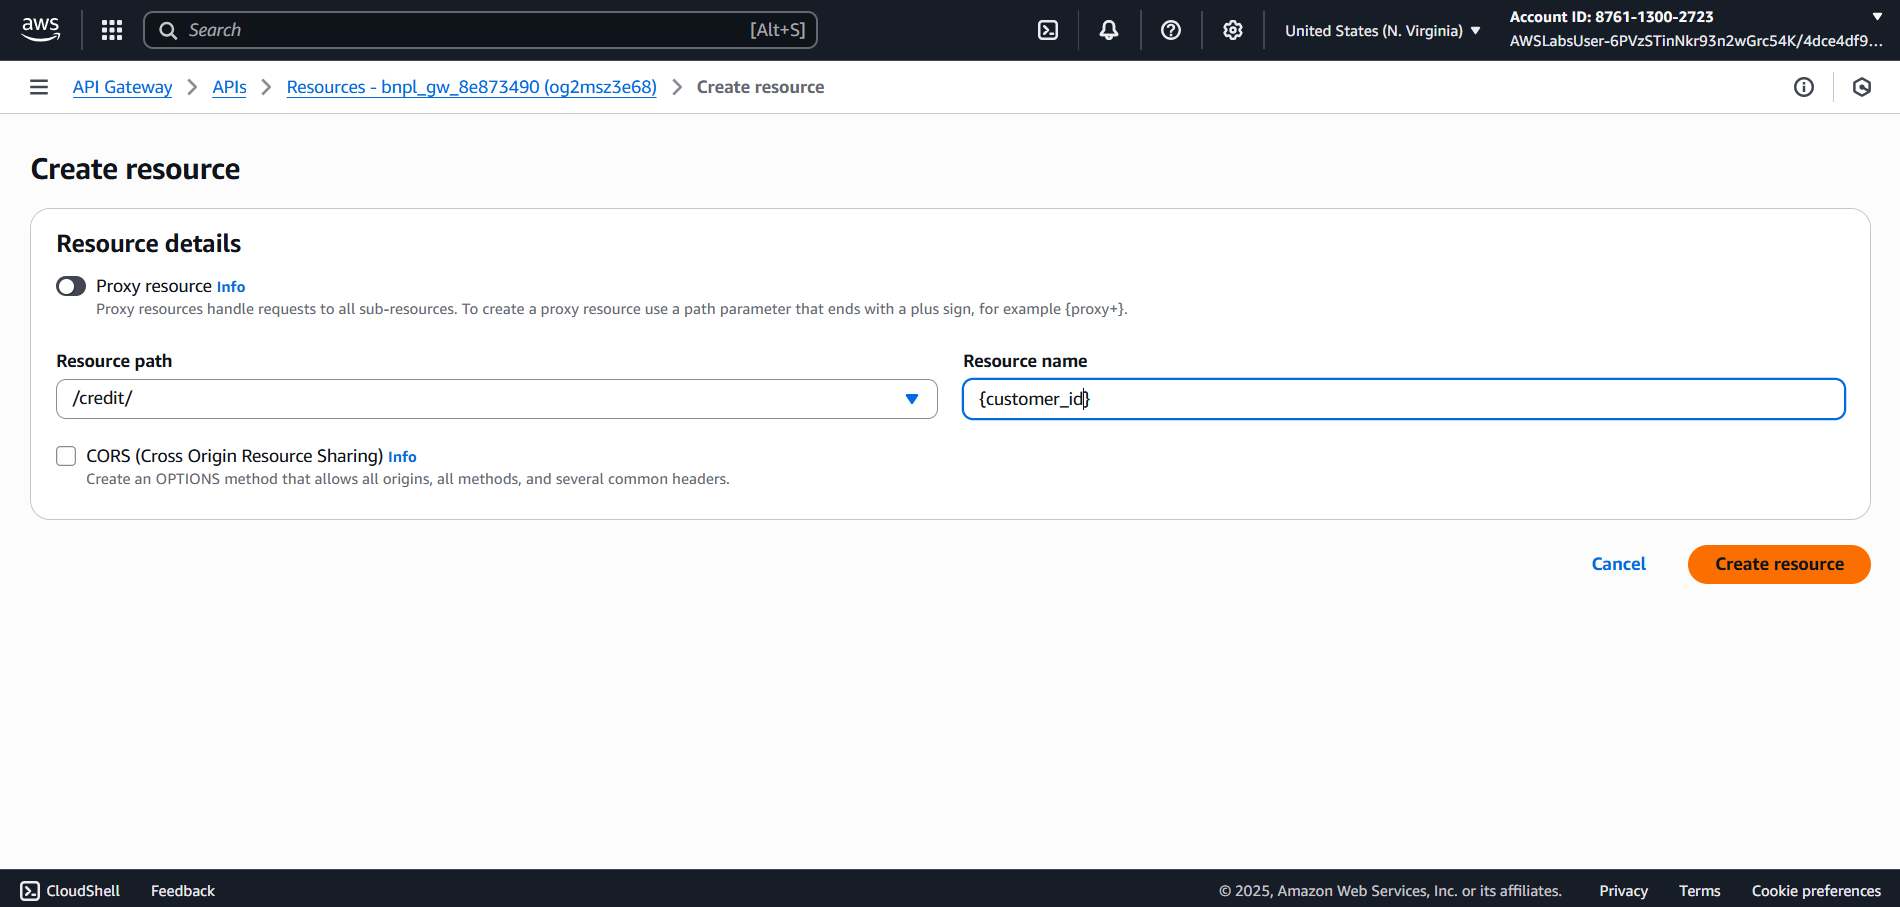 aws
Search [Alt+S]
United States (N. Virginia)
Account ID: 8761-1300-2723
AWSLabsUser-6PVzSTinNkr93n2wGrc54K/4dce4df9...
API Gateway
APIs
Resources - bnpl_gw_8e873490 (og2msz3e68)
Create resource
Create resource
Resource details
Proxy resource Info
Proxy resources handle requests to all sub-resources. To create a proxy resource use a path parameter that ends with a plus sign, for example {proxy+}.
Resource path
/credit/
Resource name
{customer_id}
CORS (Cross Origin Resource Sharing) Info
Create an OPTIONS method that allows all origins, all methods, and several common headers.
Cancel
Create resource
CloudShell
Feedback
© 2025, Amazon Web Services, Inc. or its affiliates.
Privacy
Terms
Cookie preferences